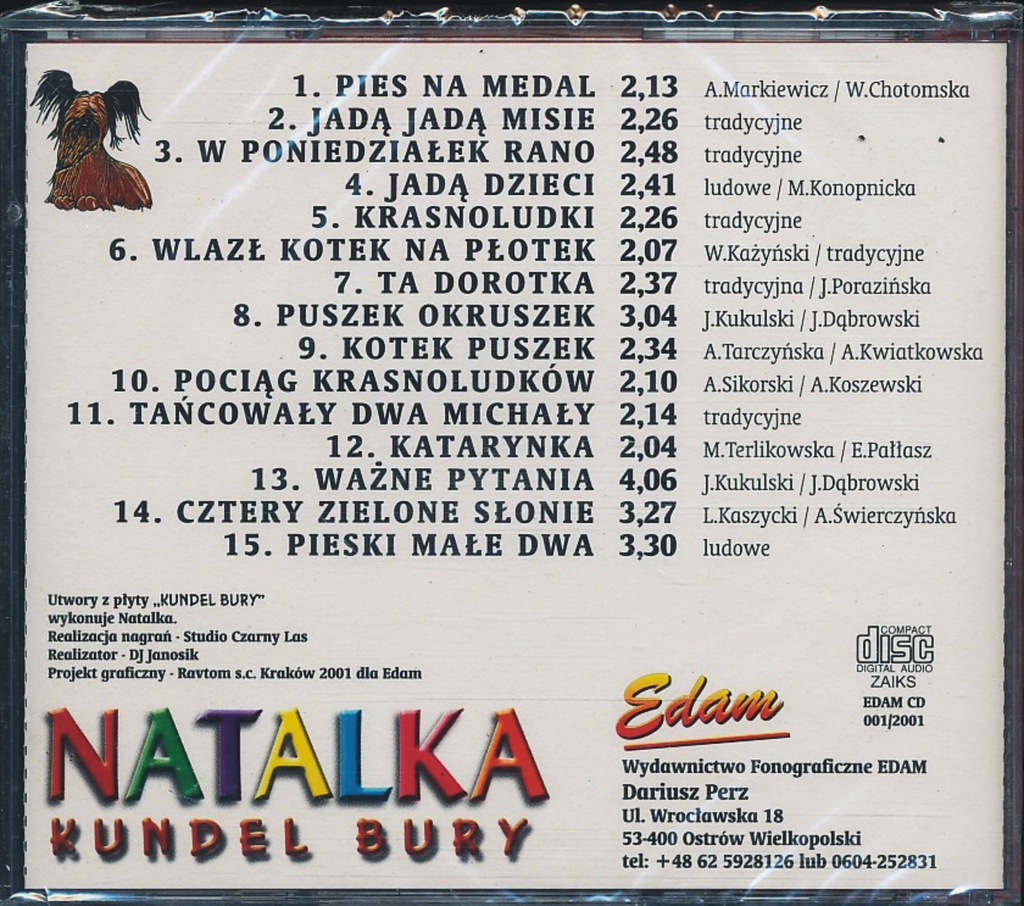 1. PIES NA MEDAL 2,13 A.Markiewicz / W.Chotomska
2. JADĄ JADĄ MISIE 2,26 tradycyjne
3. W PONIEDZIAŁEK RANO 2,48 tradycyjne
4. JADĄ DZIECI 2,41 ludowe / M.Konopnicka
5. KRASNOLUDKI 2,26 tradycyjne
6. WLAZŁ KOTEK NA PŁOTEK 2,07 W.Każyński / tradycyjne
7. TA DOROTKA 2,37 tradycyjna / J.Porazińska
8. PUSZEK OKRUSZEK 3,04 J.Kukulski / J.Dąbrowski
9. KOTEK PUSZEK 2,34 A.Tarczyńska / A.Kwiatkowska
10. POCIĄG KRASNOLUDKÓW 2,10 A.Sikorski / A.Koszewski
11. TAŃCOWAŁY DWA MICHAŁY 2,14 tradycyjne
12. KATARYNKA 2,04 M.Terlikowska / E.Pałłasz
13. WAŻNE PYTANIA 4,06 J.Kukulski / J.Dąbrowski
14. CZTERY ZIELONE SŁONIE 3,27 L.Kaszycki / A.Świerczyńska
15. PIESKI MAŁE DWA 3,30 ludowe
Utwory z płyty „KUNDEL BURY”
wykonuje Natalka.
Realizacja nagrań - Studio Czarny Las
Realizator - DJ Janosik
Projekt graficzny - Ravtom s.c. Kraków 2001 dla Edam
NATALKA
KUNDEL BURY
COMPACT
disc
DIGITAL AUDIO
ZAIKS
EDAM CD
001/2001
Edam
Wydawnictwo Fonograficzne EDAM
Dariusz Perz
Ul. Wrocławska 18
53-400 Ostrów Wielkopolski
tel: +48 62 5928126 lub 0604-252831